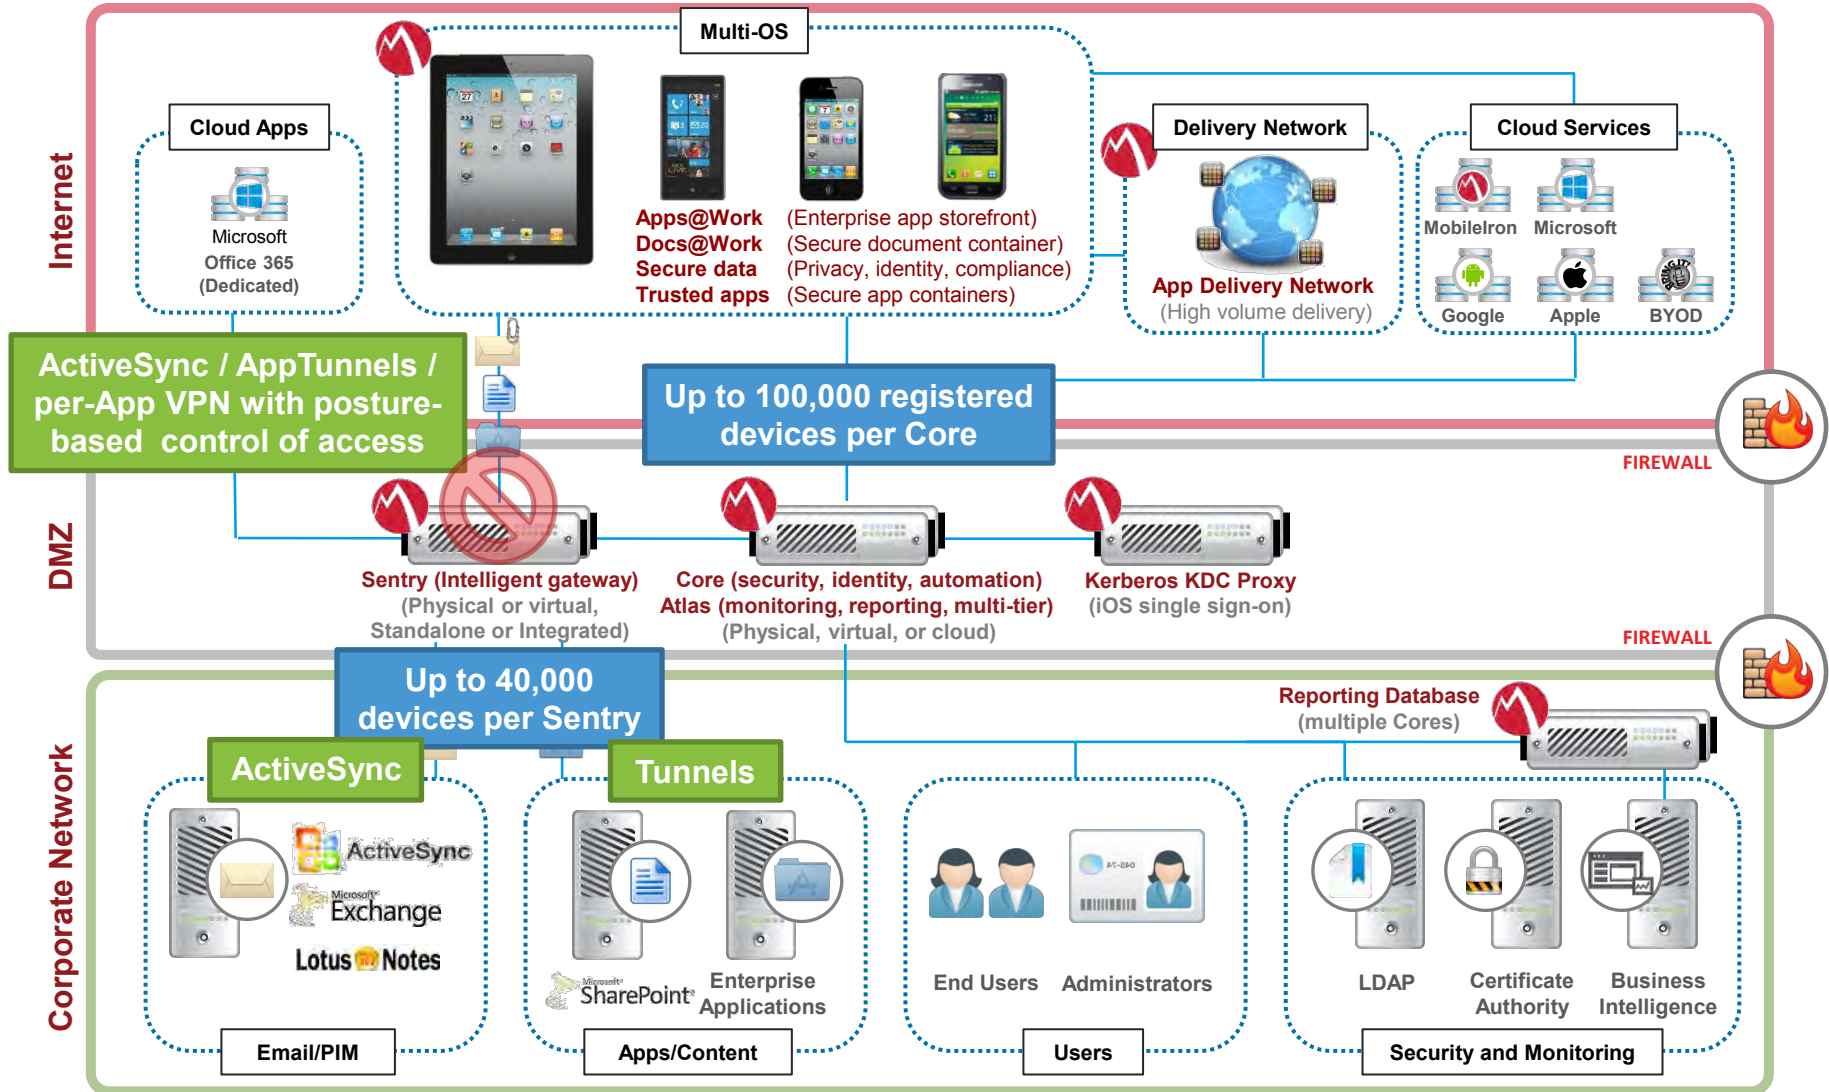 Multi-OS
Cloud Apps
Microsoft
Office 365
(Dedicated)
Apps@Work (Enterprise app storefront)
Docs@Work (Secure document container)
Secure data (Privacy, identity, compliance)
Trusted apps (Secure app containers)
Delivery Network
App Delivery Network
(High volume delivery)
Cloud Services
MobileIron Microsoft
BRING IT!
Google Apple BYOD
Internet
ActiveSync / AppTunnels /
per-App VPN with posture-
based control of access
Up to 100,000 registered
devices per Core
FIREWALL
DMZ
Sentry (Intelligent gateway)
(Physical or virtual,
Standalone or Integrated)
Core (security, identity, automation)
Atlas (monitoring, reporting, multi-tier)
(Physical, virtual, or cloud)
Kerberos KDC Proxy
(iOS single sign-on)
FIREWALL
Up to 40,000
devices per Sentry
Reporting Database
(multiple Cores)
Corporate Network
ActiveSync
ActiveSync
Microsoft
Exchange
Lotus Notes
Email/PIM
Tunnels
Microsoft
SharePoint
Enterprise
Applications
Apps/Content
End Users
Administrators
Users
LDAP
Certificate
Authority
Business
Intelligence
Security and Monitoring